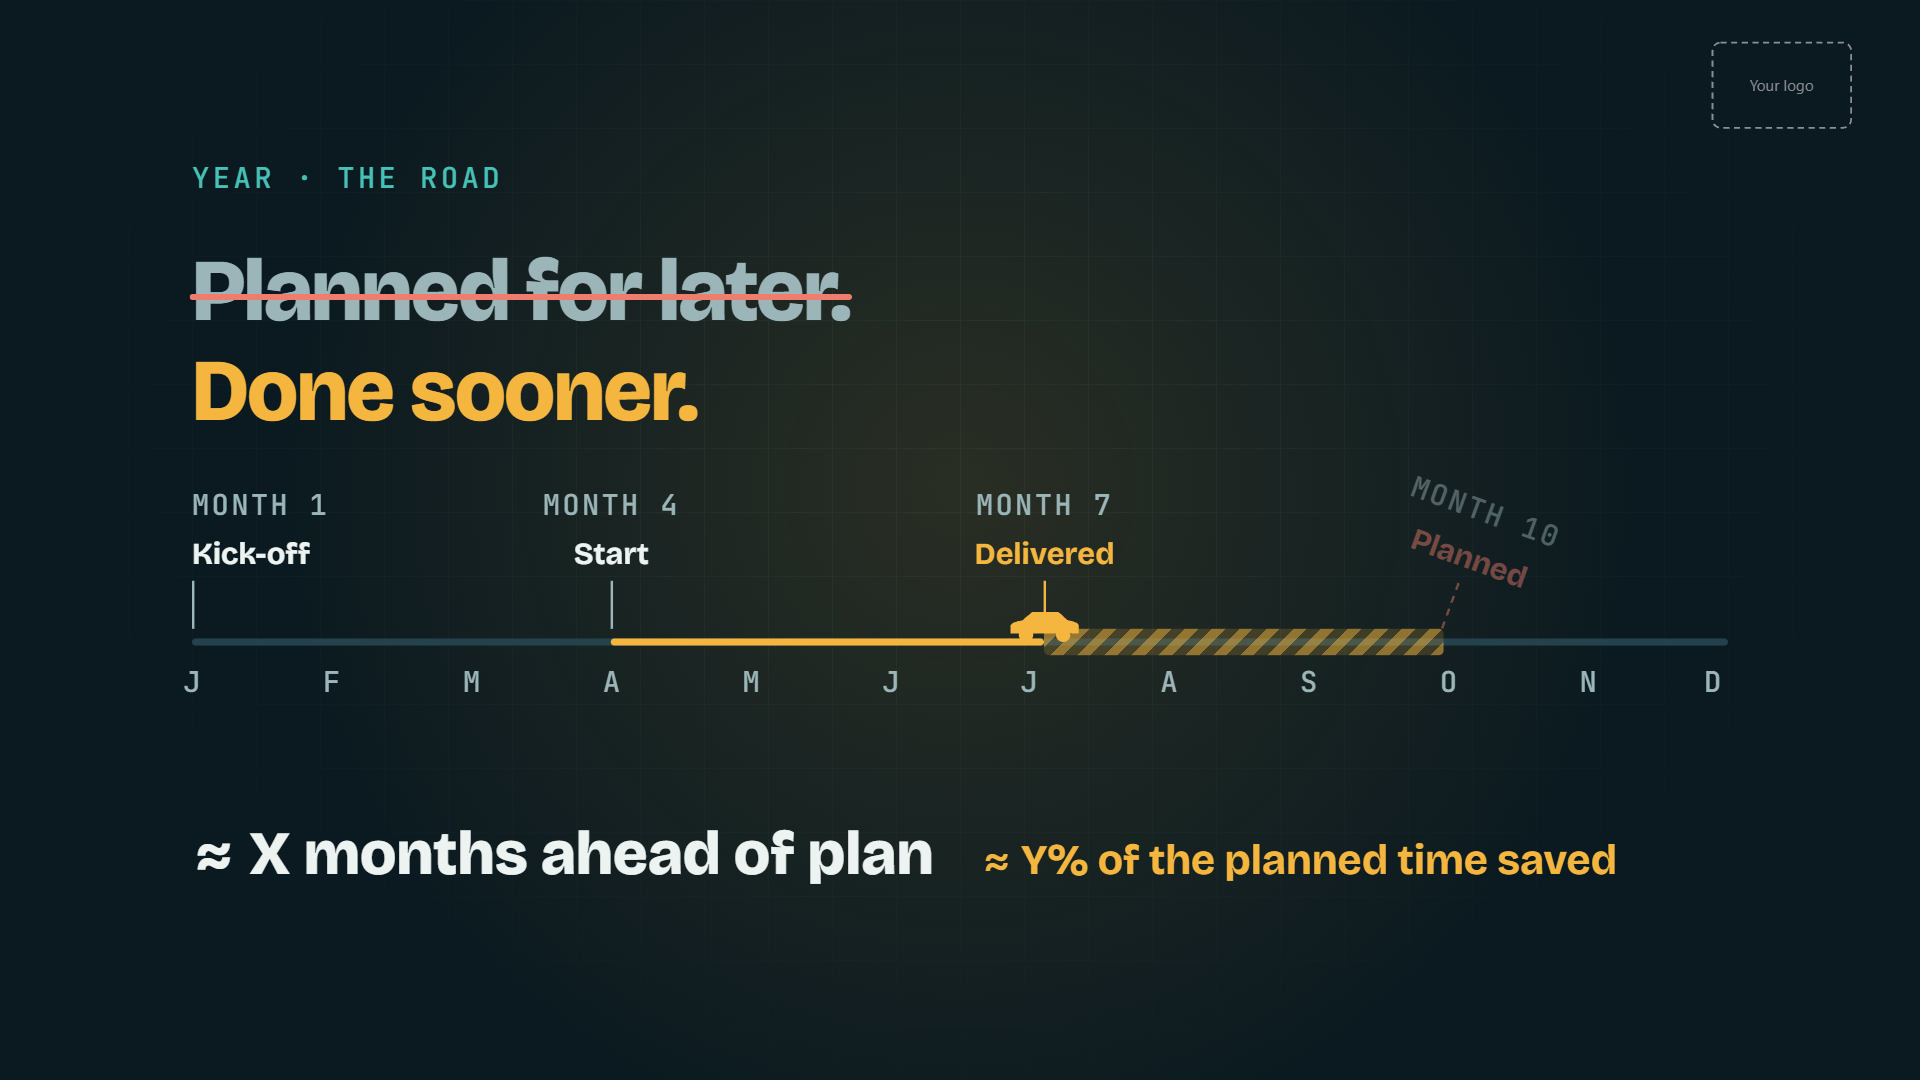 Your logo
YEAR · THE ROAD
Planned for later.
Done sooner.
MONTH 1
Kick-off
MONTH 4
Start
MONTH 7
Delivered
MONTH 10
Planned
J F M A M J J A S O N D
≈ X months ahead of plan
≈ Y% of the planned time saved